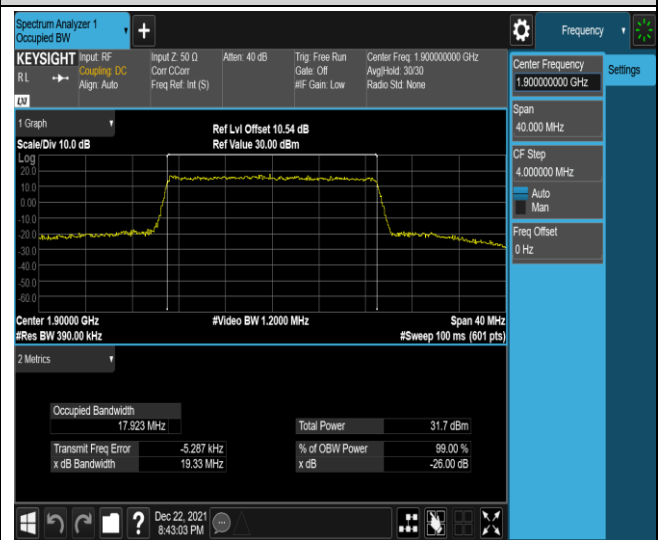 Spectrum Analyzer 1
Occupied BW
+
Frequency
KEYSIGHT
Input: RF
Coupling: DC
Align: Auto
Input Z: 50 Ω
Corr CCorr
Freq Ref: Int (S)
Atten: 40 dB
Trig: Free Run
Gate: Off
#IF Gain: Low
Center Freq: 1.900000000 GHz
Avg|Hold: 30/30
Radio Std: None
R L
LXI
Center Frequency
1.900000000 GHz
Settings
Span
40.000 MHz
CF Step
4.000000 MHz
Auto
Man
Freq Offset
0 Hz
1 Graph
Scale/Div 10.0 dB
Ref Lvl Offset 10.54 dB
Ref Value 30.00 dBm
Log
20.0
10.0
0.00
-10.0
-20.0
-30.0
-40.0
-50.0
-60.0
Center 1.90000 GHz
#Video BW 1.2000 MHz
Span 40 MHz
#Res BW 390.00 kHz
#Sweep 100 ms (601 pts)
2 Metrics
Occupied Bandwidth
17.923 MHz
Total Power 31.7 dBm
Transmit Freq Error -5.287 kHz
% of OBW Power 99.00 %
x dB Bandwidth 19.33 MHz
x dB -26.00 dB
?
Dec 22, 2021
8:43:03 PM